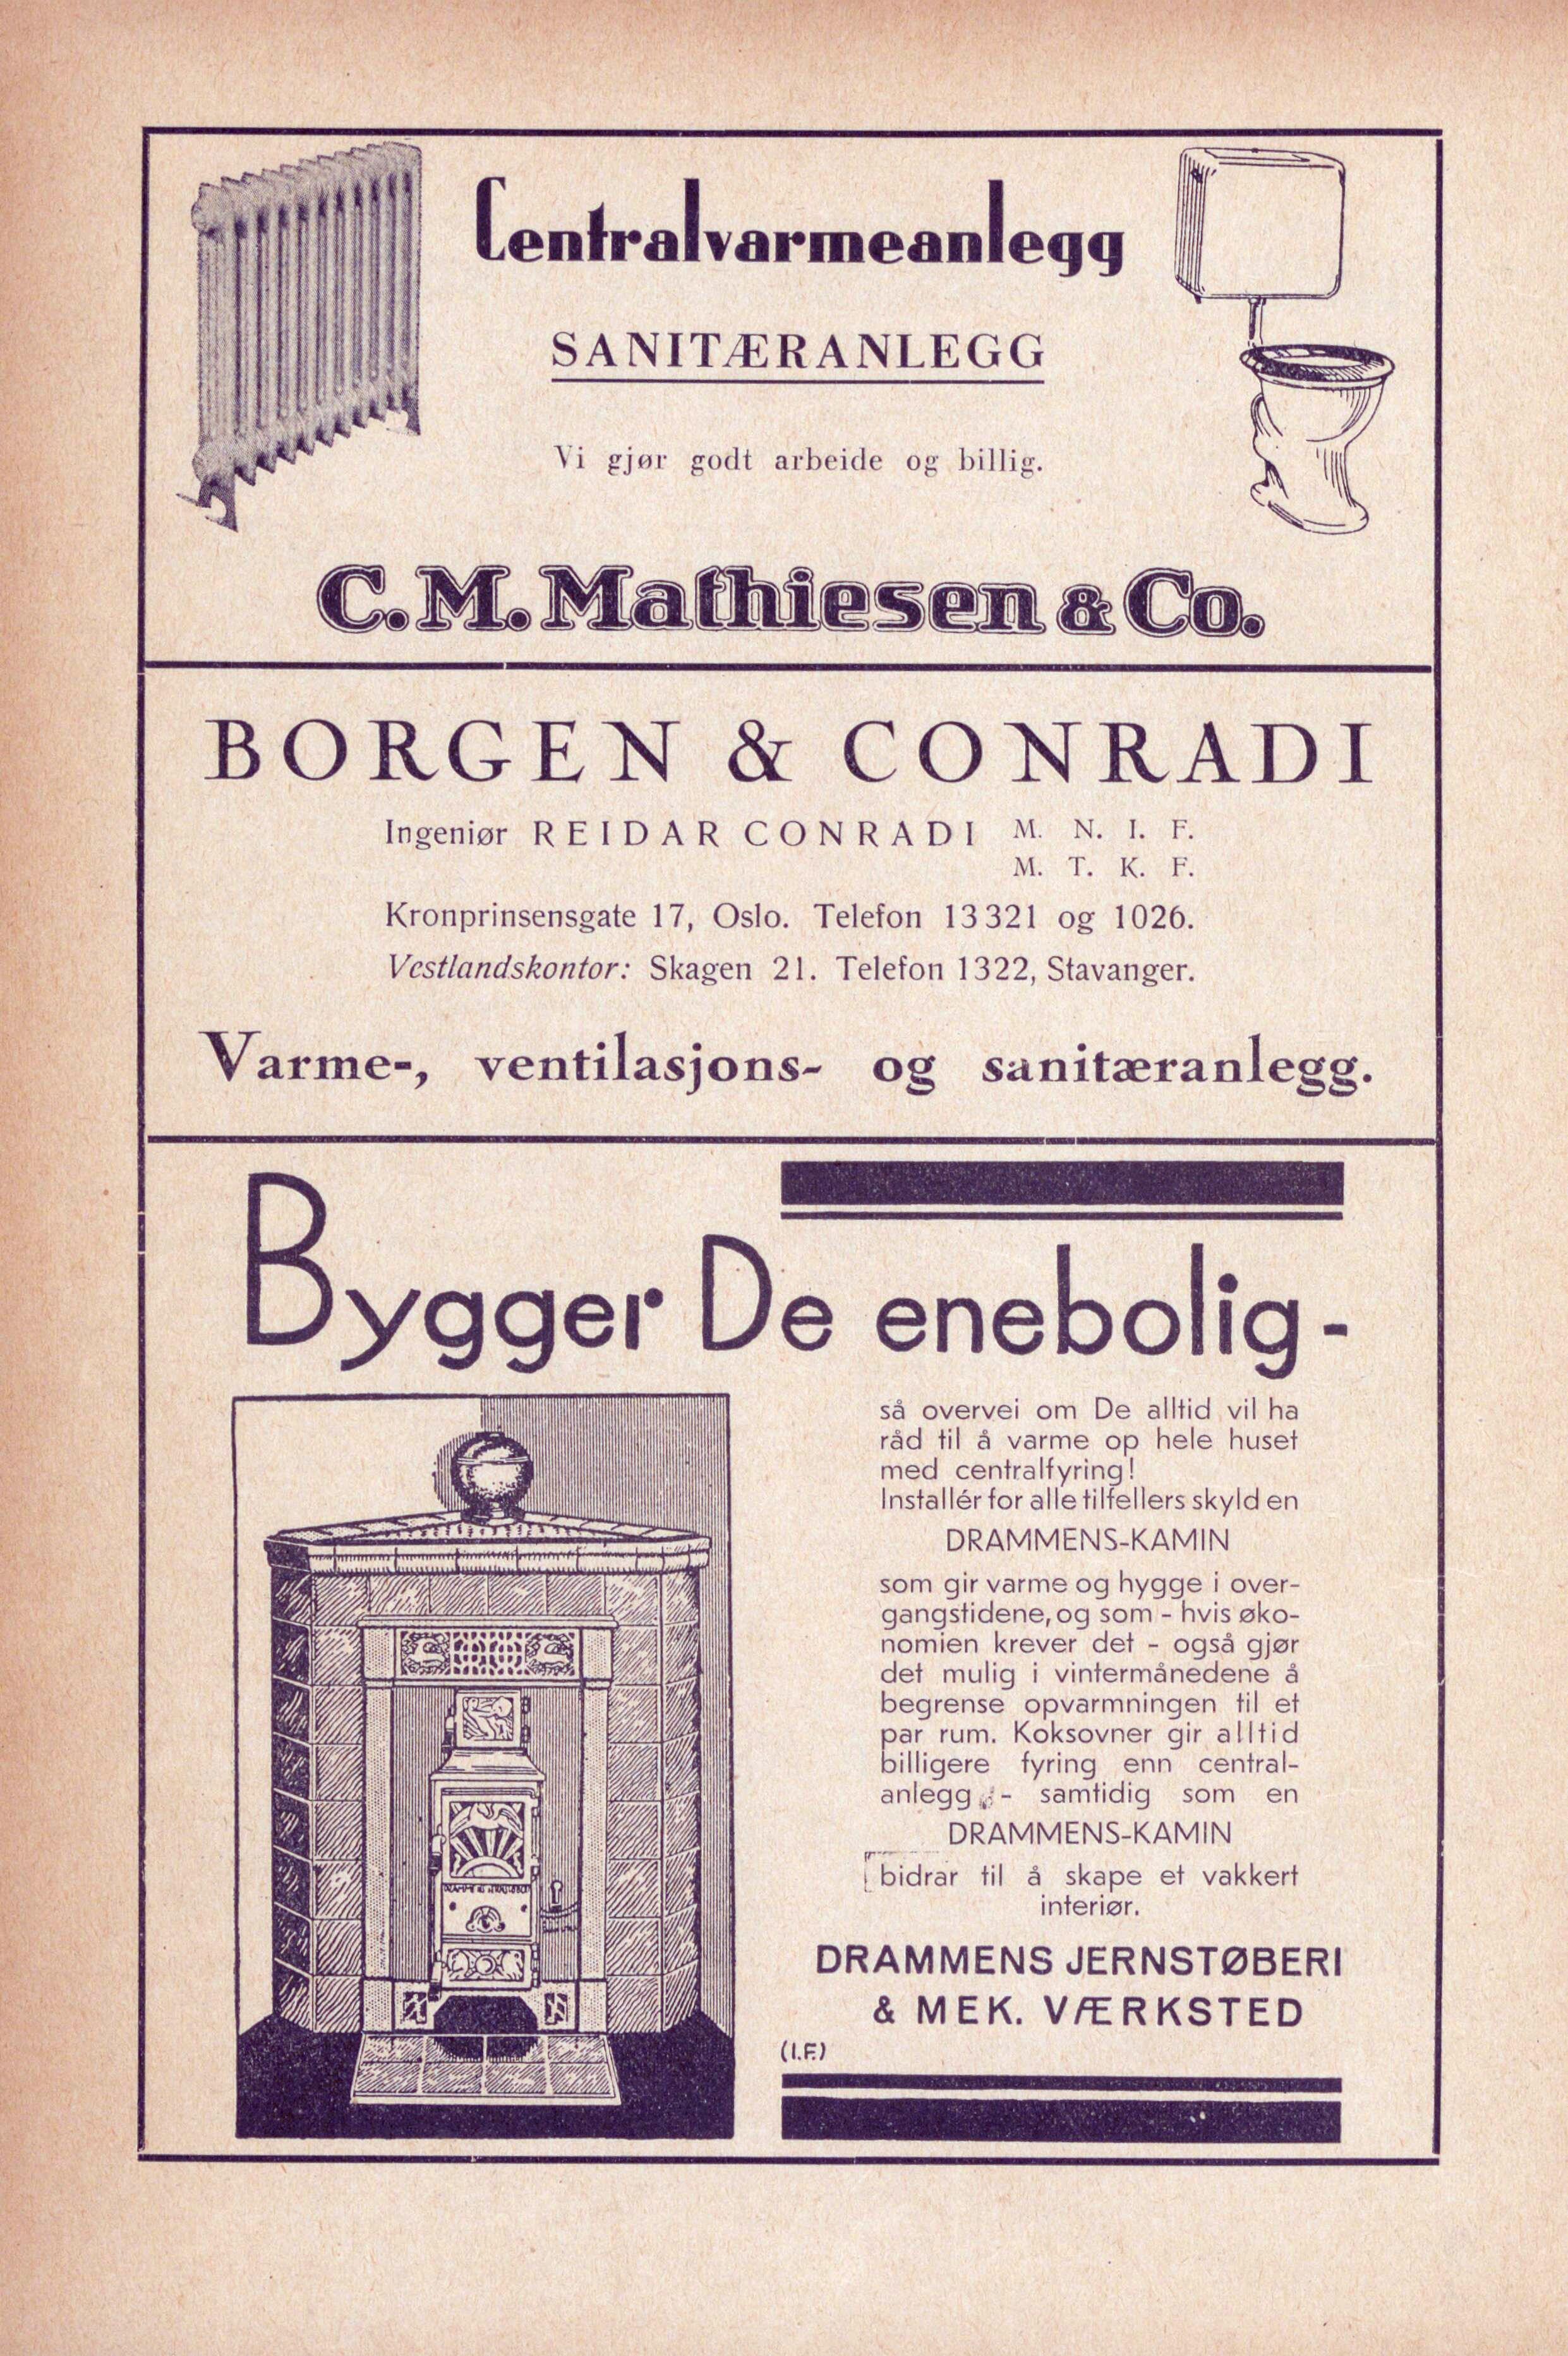 Centralvarmeanlegg
SANITÆRANLEGG
Vi gjør godt arbeide og billig.
C. M. Mathiesen & Co.
BORGEN & CONRADI
Ingeniør REIDAR CONRADI M. N. I. F.
M. T. K. F.
Kronprinsensgate 17, Oslo. Telefon 13321 og 1026.
Vestlandskontor: Skagen 21. Telefon 1322, Stavanger.
Varme-, ventilasjons- og sanitæranlegg.
Bygger De enebolig -
så overvei om De alltid vil ha
råd til å varme op hele huset
med centralfyring!
Installér for alle tilfellers skyld en
DRAMMENS-KAMIN
som gir varme og hygge i over-
gangstidene, og som - hvis øko-
nomien krever det - også gjør
det mulig i vintermånedene å
begrense opvarmningen til et
par rum. Koksovner gir alltid
billigere fyring enn central-
anlegg - samtidig som en
DRAMMENS-KAMIN
bidrar til å skape et vakkert
interiør.
DRAMMENS JERNSTØBERI
& MEK. VÆRKSTED
(I.F.)